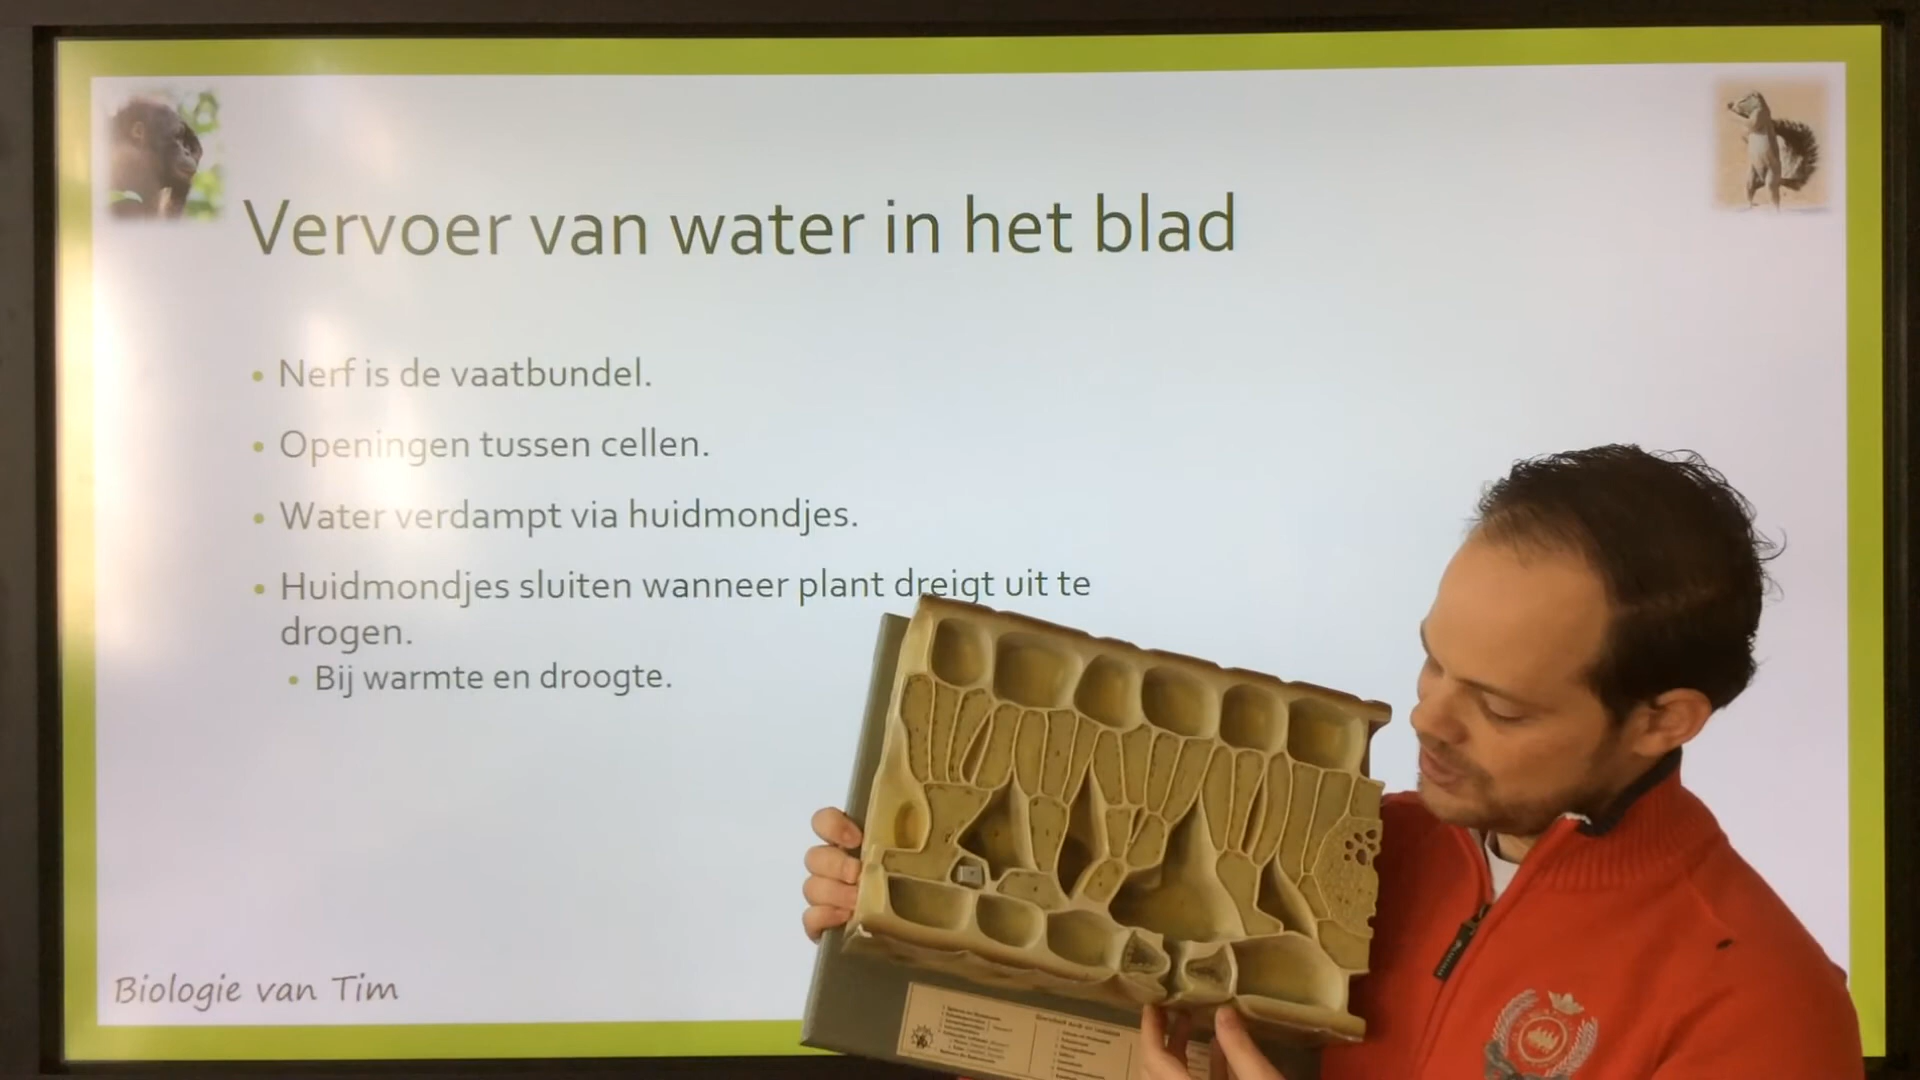 Vervoer van water in het blad
• Nerf is de vaatbundel.
• Openingen tussen cellen.
• Water verdampt via huidmondjes.
• Huidmondjes sluiten wanneer plant dreigt uit te
drogen.
• Bij warmte en droogte.
Biologie van Tim